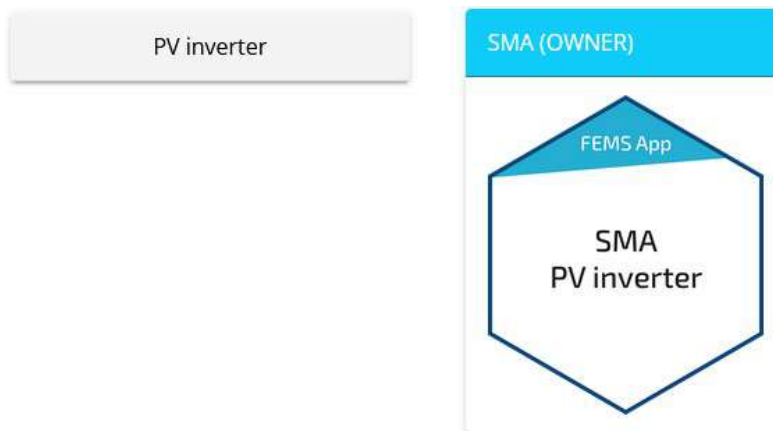 PV inverter
SMA (OWNER)
FEMS App
SMA
PV inverter